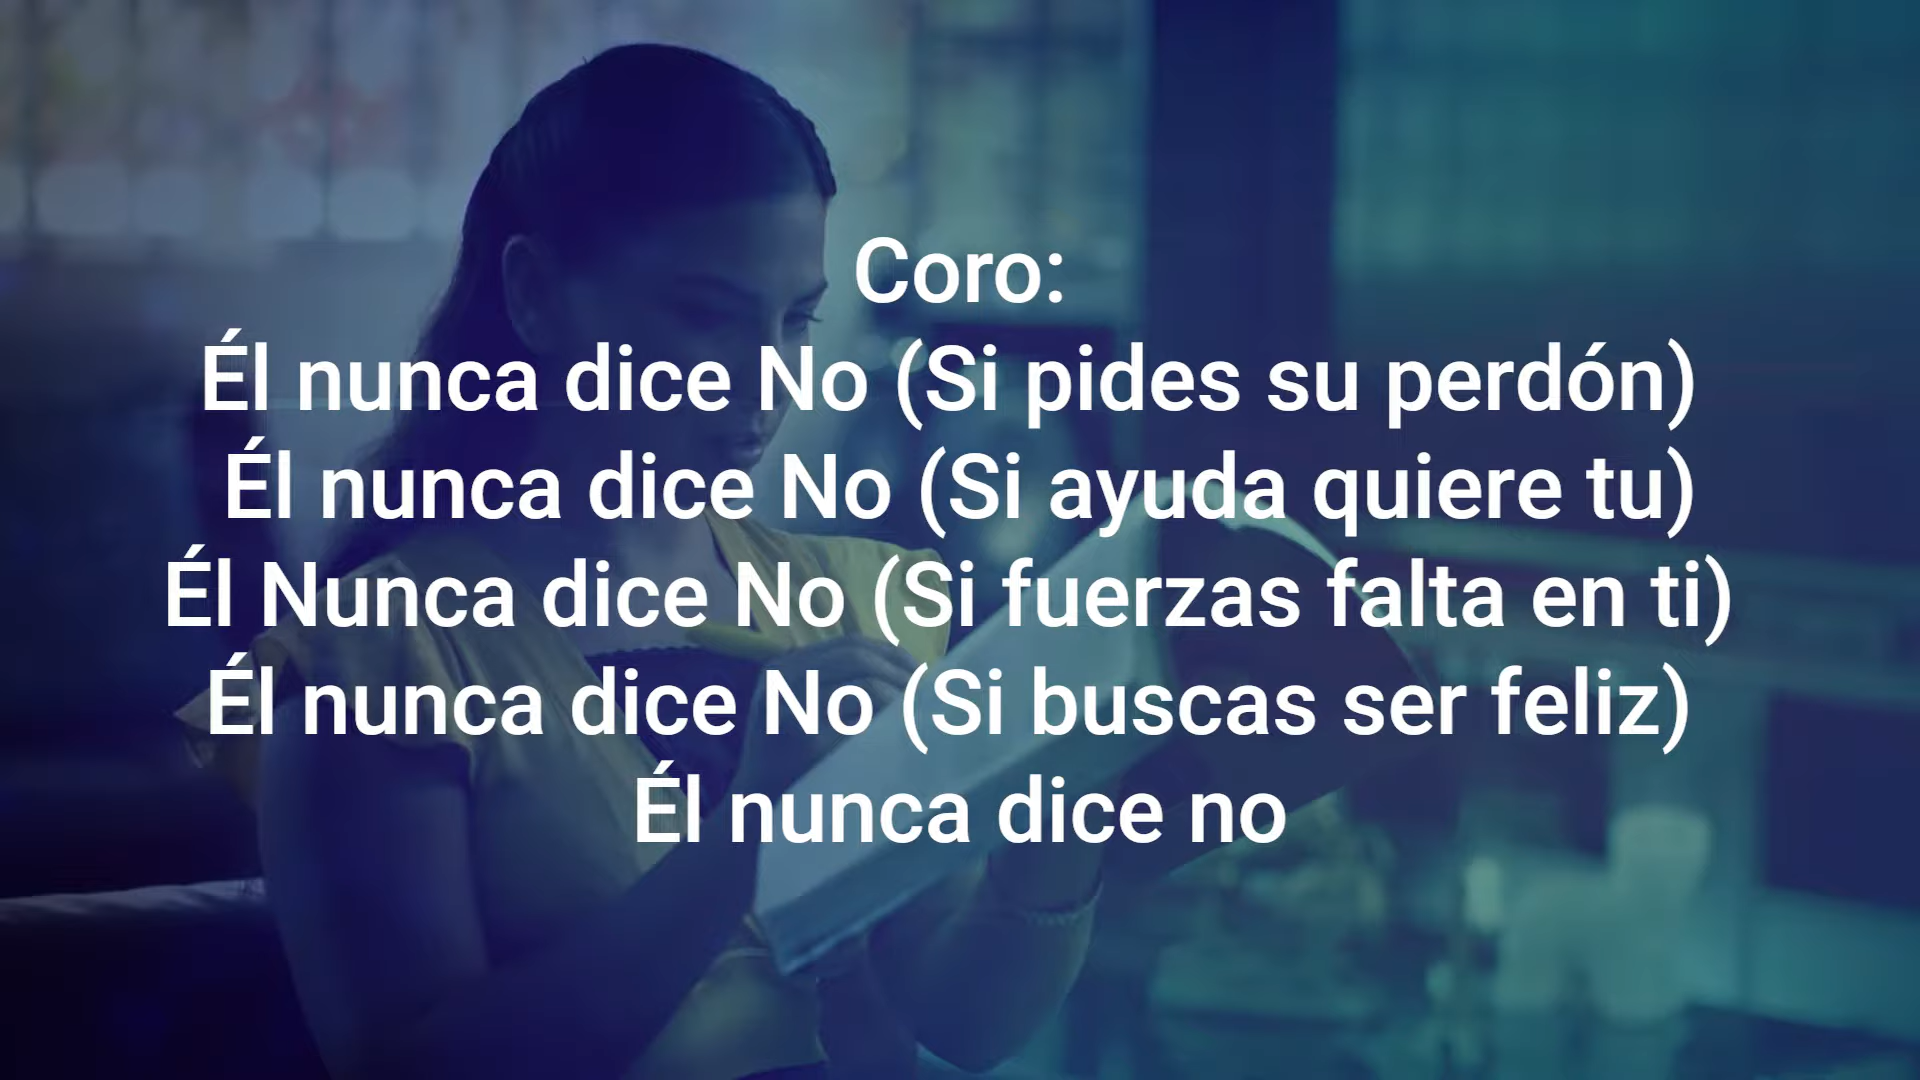 Coro:
Él nunca dice No (Si pides su perdón)
Él nunca dice No (Si ayuda quiere tu)
Él Nunca dice No (Si fuerzas falta en ti)
Él nunca dice No (Si buscas ser feliz)
Él nunca dice no